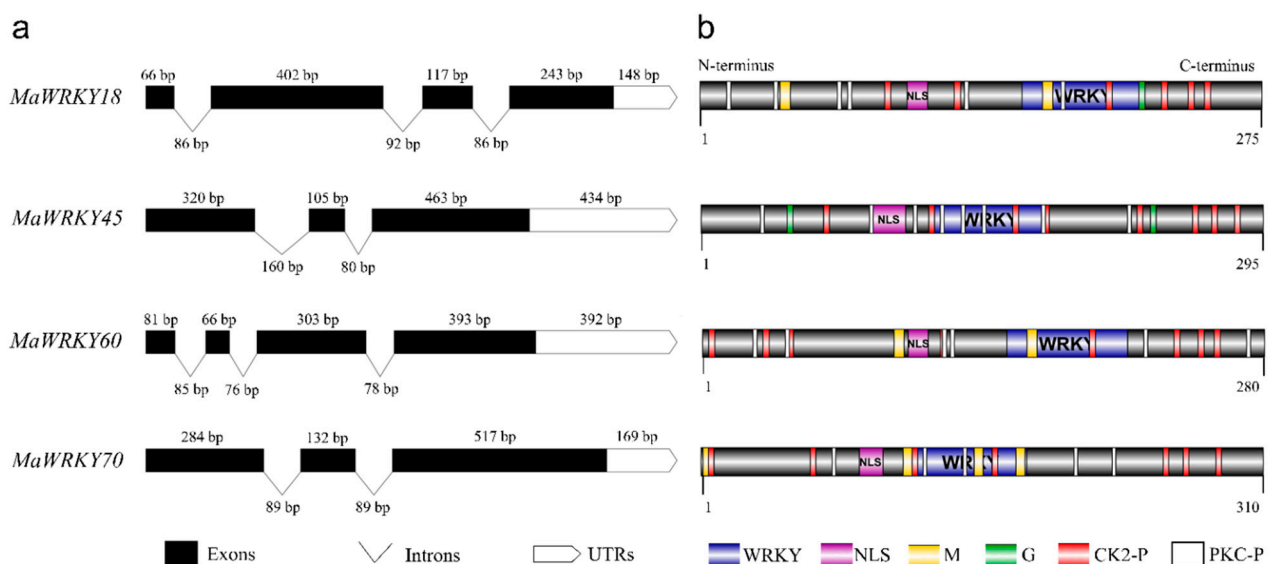 a
66 bp 402 bp 117 bp 243 bp 148 bp
MaWRKY18
86 bp 92 bp 86 bp
320 bp 105 bp 463 bp 434 bp
MaWRKY45
160 bp 80 bp
81 bp 66 bp 303 bp 393 bp 392 bp
MaWRKY60
85 bp 76 bp 78 bp
284 bp 132 bp 517 bp 169 bp
MaWRKY70
89 bp 89 bp
Exons Introns UTRs
b
N-terminus C-terminus
NLS WRKY
1 275
NLS WRKY
1 295
NLS WRKY
1 280
NLS WRKY
1 310
WRKY NLS M G CK2-P PKC-P